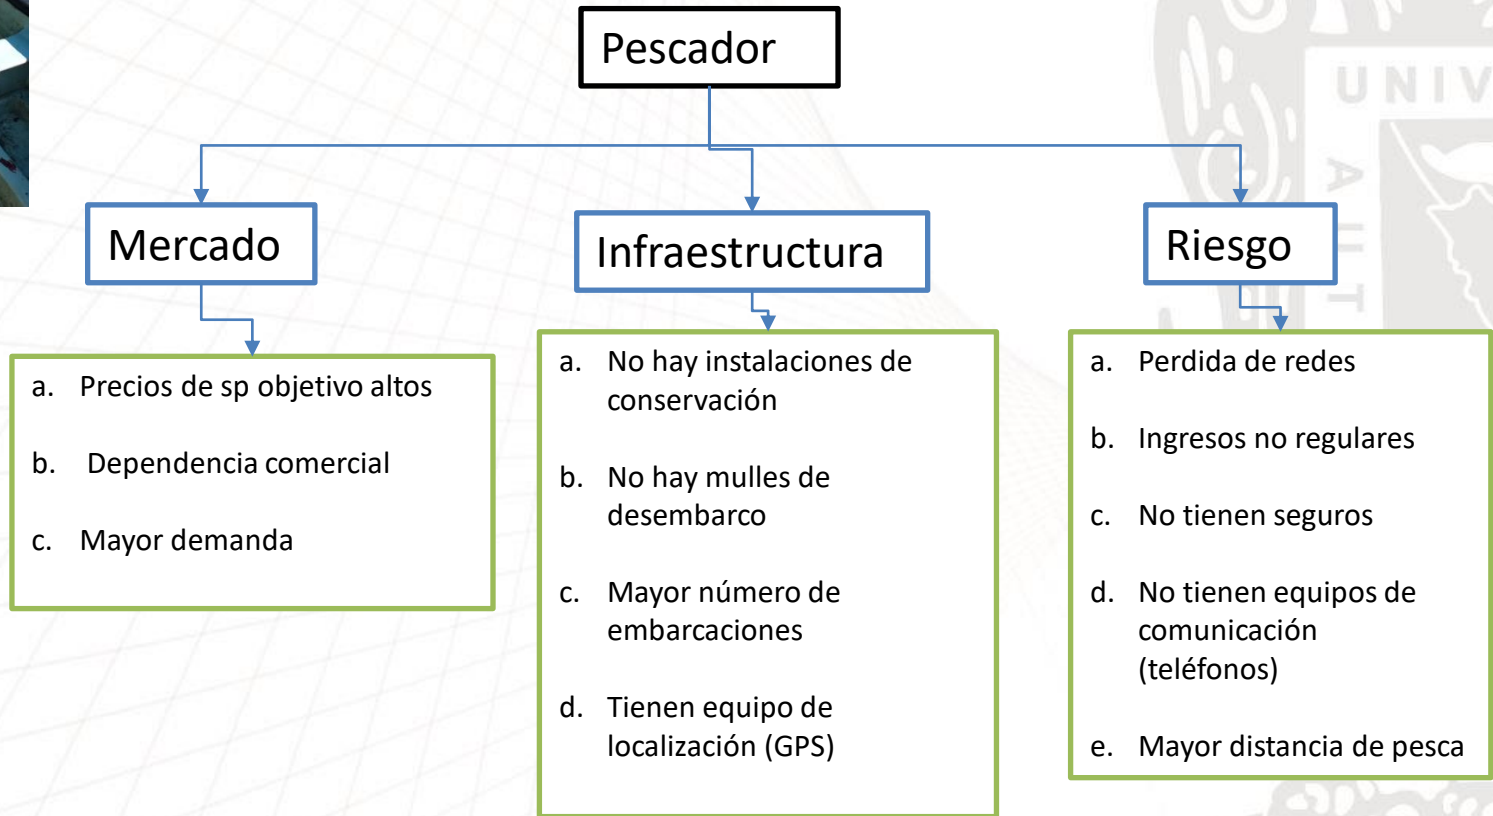 Pescador
Mercado
Infraestructura
Riesgo
a. Precios de sp objetivo altos
b. Dependencia comercial
c. Mayor demanda
a. No hay instalaciones de
conservación
b. No hay mulles de
desembarco
c. Mayor número de
embarcaciones
d. Tienen equipo de
localización (GPS)
a. Perdida de redes
b. Ingresos no regulares
c. No tienen seguros
d. No tienen equipos de
comunicación
(teléfonos)
e. Mayor distancia de pesca
UNIV